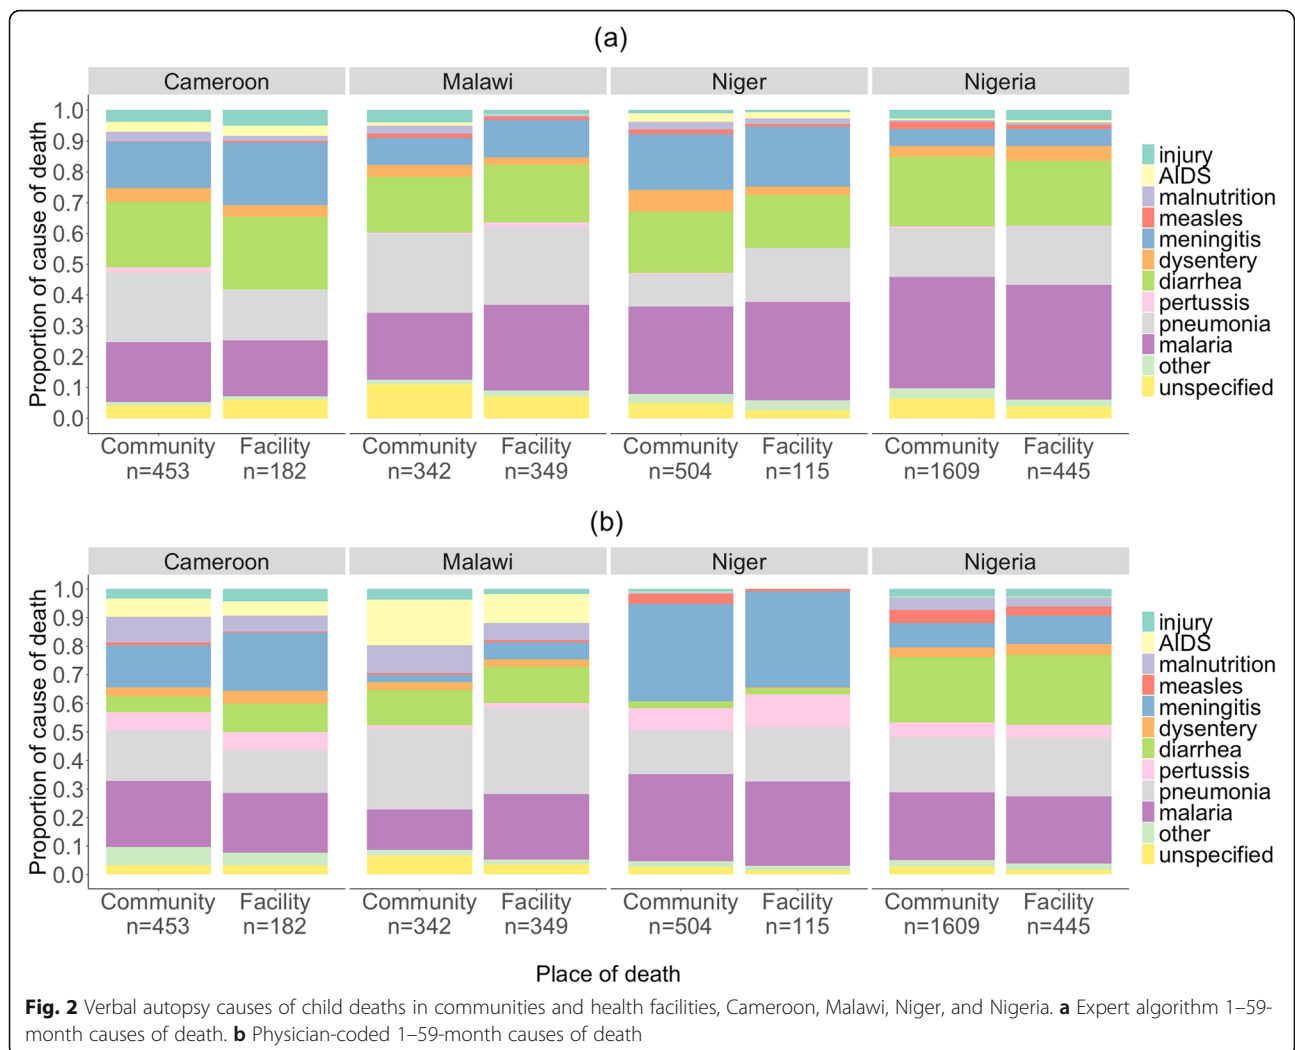 (a)
Cameroon Malawi Niger Nigeria
Proportion of cause of death
1.0
0.9
0.8
0.7
0.6
0.5
0.4
0.3
0.2
0.1
0.0
injury
AIDS
malnutrition
measles
meningitis
dysentery
diarrhea
pertussis
pneumonia
malaria
other
unspecified
Community Facility Community Facility Community Facility Community Facility
n=453 n=182 n=342 n=349 n=504 n=115 n=1609 n=445
(b)
Cameroon Malawi Niger Nigeria
Proportion of cause of death
1.0
0.9
0.8
0.7
0.6
0.5
0.4
0.3
0.2
0.1
0.0
injury
AIDS
malnutrition
measles
meningitis
dysentery
diarrhea
pertussis
pneumonia
malaria
other
unspecified
Community Facility Community Facility Community Facility Community Facility
n=453 n=182 n=342 n=349 n=504 n=115 n=1609 n=445
Place of death
Fig. 2 Verbal autopsy causes of child deaths in communities and health facilities, Cameroon, Malawi, Niger, and Nigeria. a Expert algorithm 1–59-
month causes of death. b Physician-coded 1–59-month causes of death